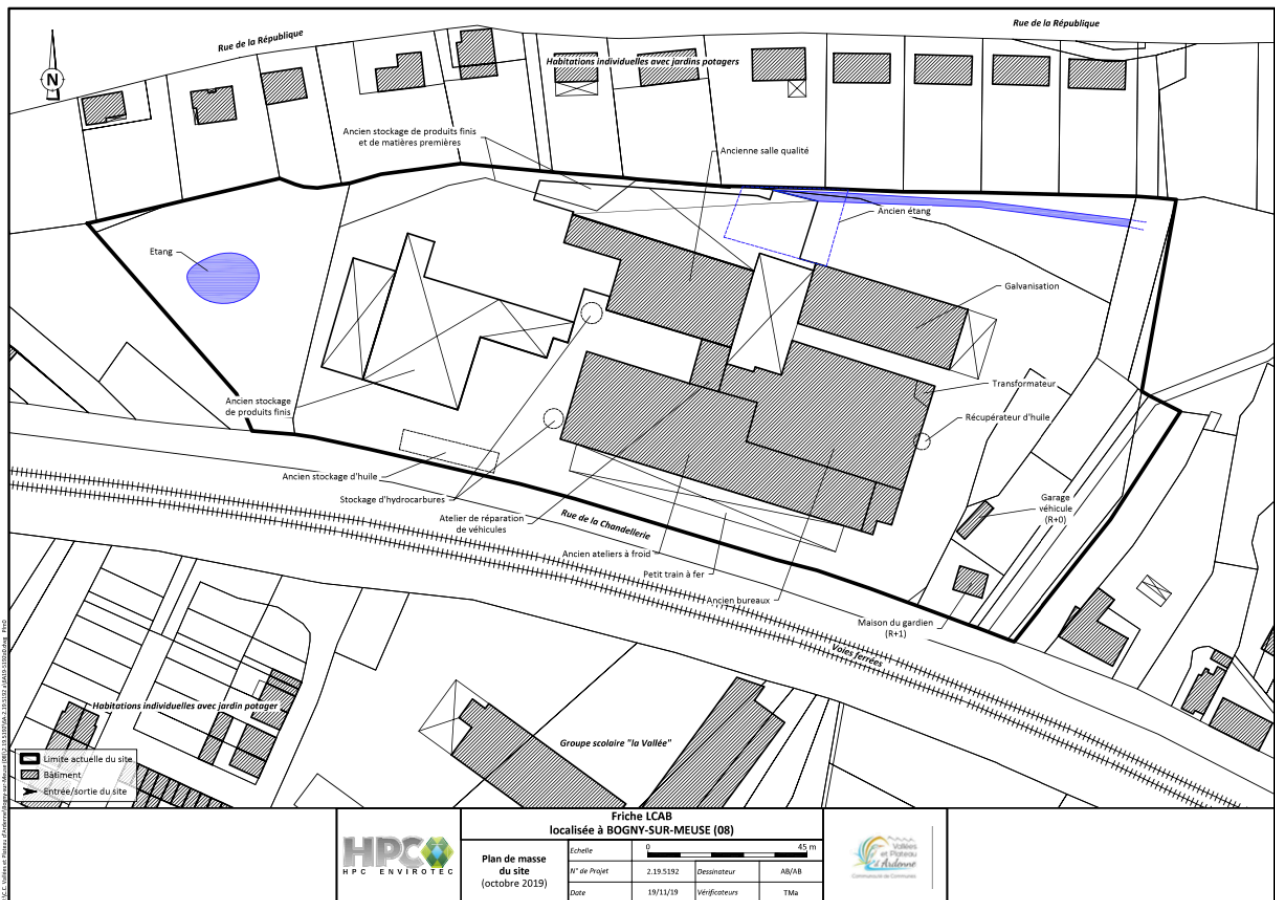 Rue de la République
Rue de la République
N
Habitations individuelles avec jardins potagers
Ancien stockage de produits finis
et de matières premières
Ancienne salle qualité
Ancien étang
Etang
Galvanisation
Transformateur
Ancien stockage
de produits finis
Récupérateur d'huile
Ancien stockage d'huile
Stockage d'hydrocarbures
Garage
véhicule
(R+0)
Rue de la Chandellerie
Atelier de réparation
de véhicules
Ancien ateliers à froid
Petit train à fer
Ancien bureaux
Maison du gardien
(R+1)
Voies ferrées
Habitations individuelles avec jardin potager
Groupe scolaire "la Vallée"
Limite actuelle du site
Bâtiment
Entrée/sortie du site
HPC
HPC ENVIROTEC
Friche LCAB
localisée à BOGNY-SUR-MEUSE (08)
Plan de masse
du site
(octobre 2019)
Echelle
0 45 m
N° de Projet 2.19.5192 Dessinateur AB/AB
Date 19/11/19 Vérificateurs TMa
Vallées
et Plateau
d'Ardenne
Communauté de Communes